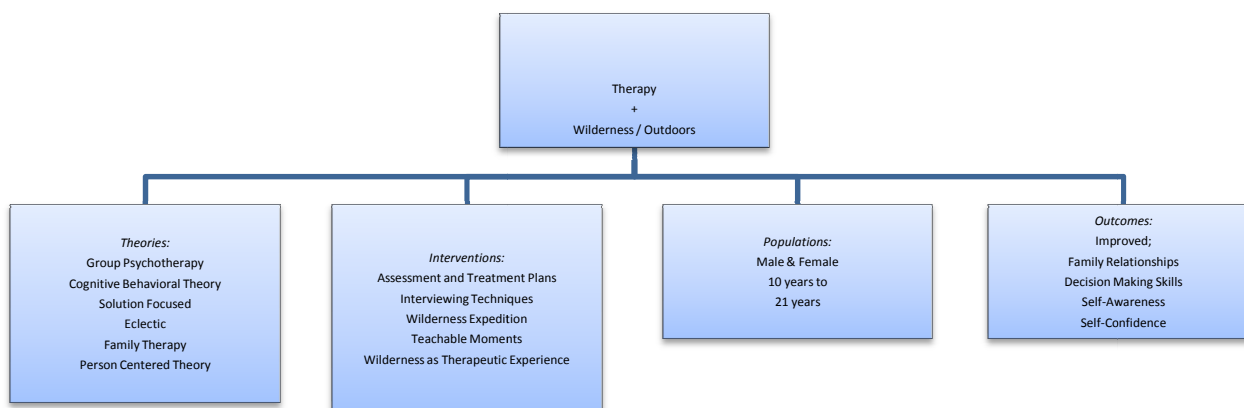 Therapy
+
Wilderness / Outdoors
Theories:
Group Psychotherapy
Cognitive Behavioral Theory
Solution Focused
Eclectic
Family Therapy
Person Centered Theory
Interventions:
Assessment and Treatment Plans
Interviewing Techniques
Wilderness Expedition
Teachable Moments
Wilderness as Therapeutic Experience
Populations:
Male & Female
10 years to
21 years
Outcomes:
Improved;
Family Relationships
Decision Making Skills
Self-Awareness
Self-Confidence